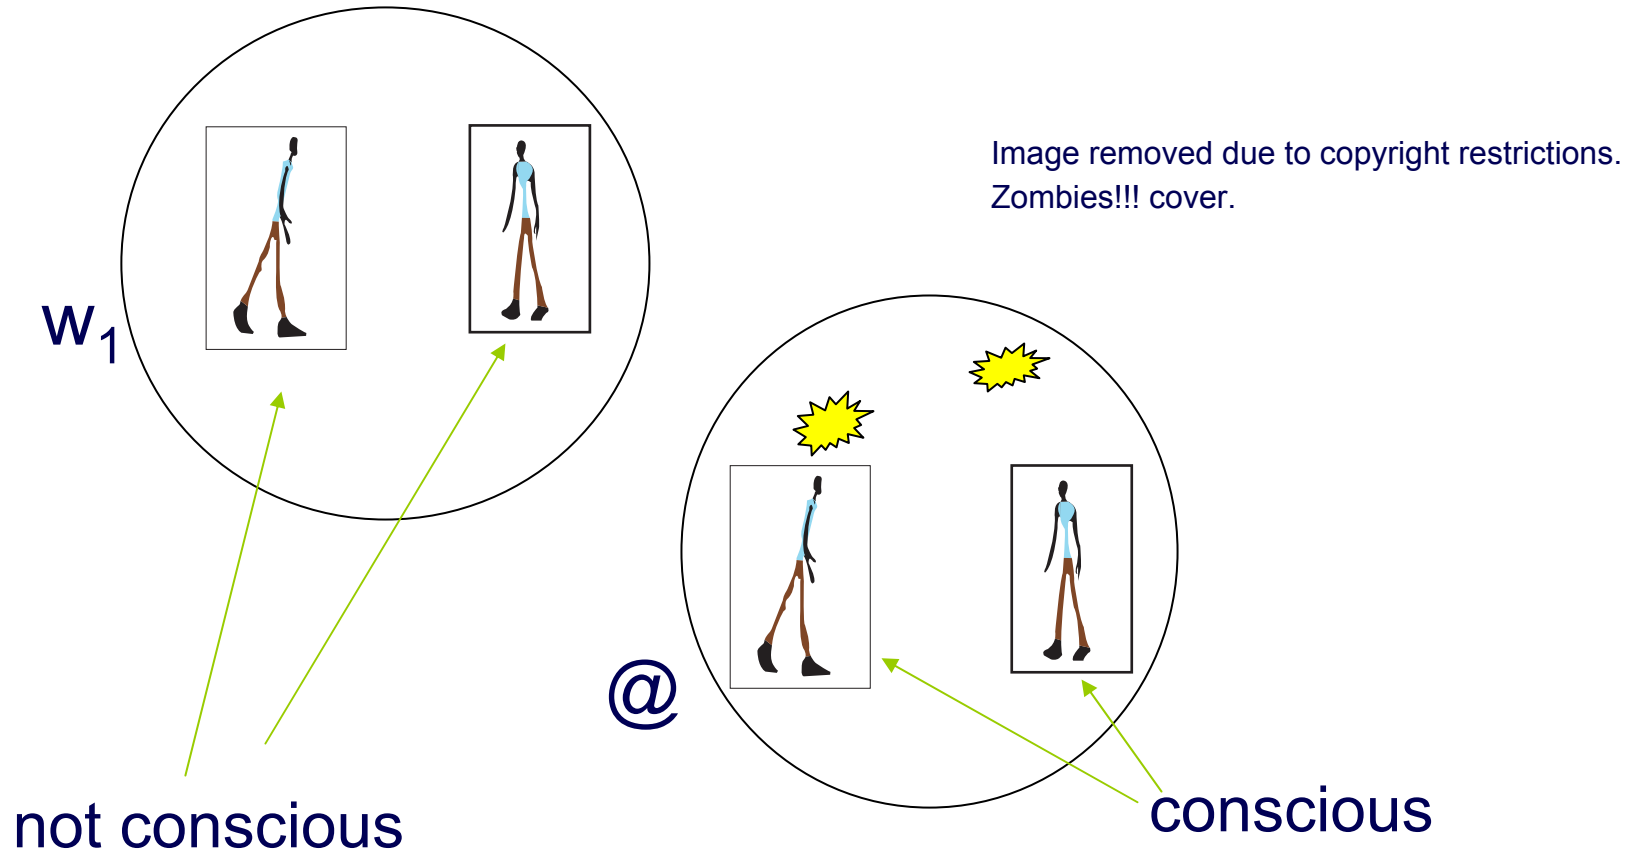 Image removed due to copyright restrictions.
Zombies!!! cover.
w₁
@
not conscious
conscious